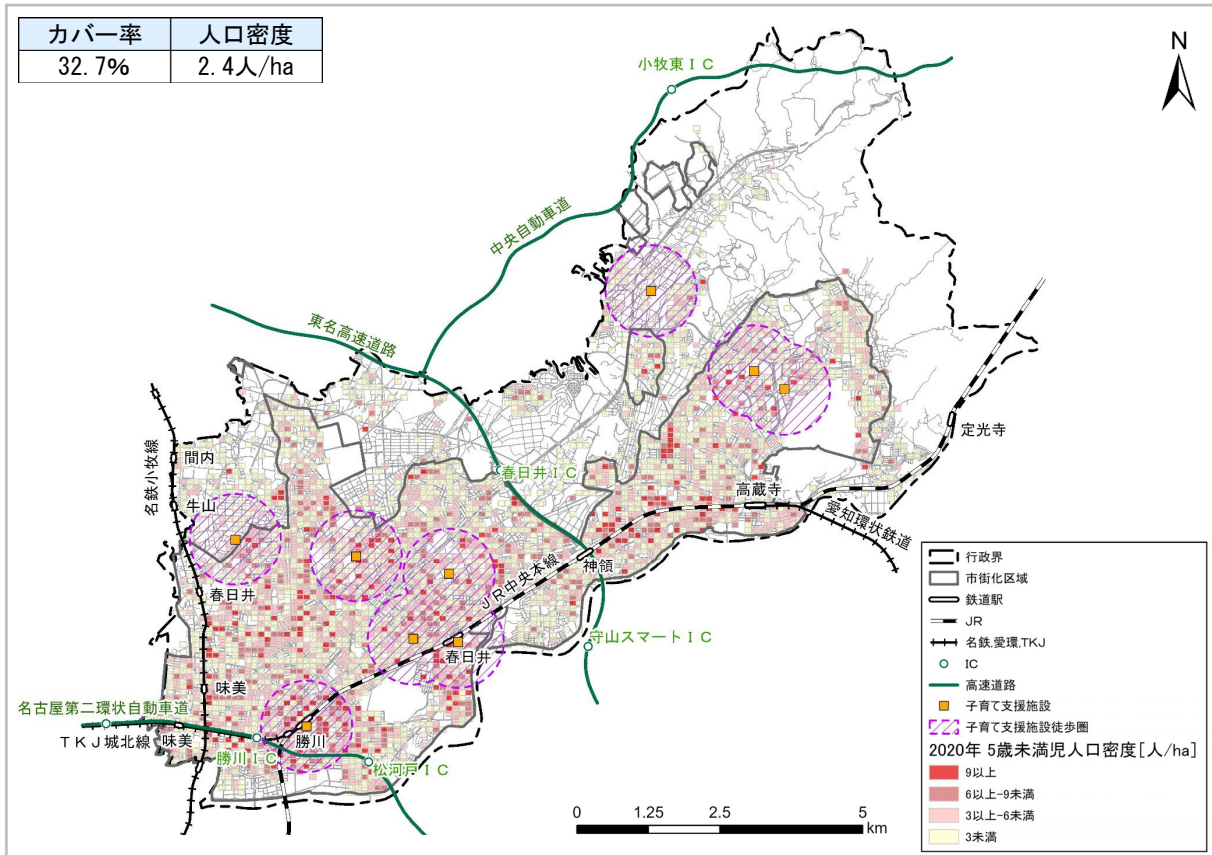 カバー率 人口密度
32.7% 2.4人/ha
N
小牧東IC
中央自動車道
東名高速道路
名鉄小牧線
間内
牛山
春日井IC
定光寺
高蔵寺
愛知環状鉄道
JR中央本線
神領
春日井
守山スマートIC
春日井
味美
名古屋第二環状自動車道
TKJ城北線
味美
勝川
勝川IC
松河戸IC
0 1.25 2.5 5
km
行政界
市街化区域
鉄道駅
JR
名鉄,愛環,TKJ
IC
高速道路
子育て支援施設
子育て支援施設徒歩圏
2020年 5歳未満児人口密度[人/ha]
9以上
6以上-9未満
3以上-6未満
3未満